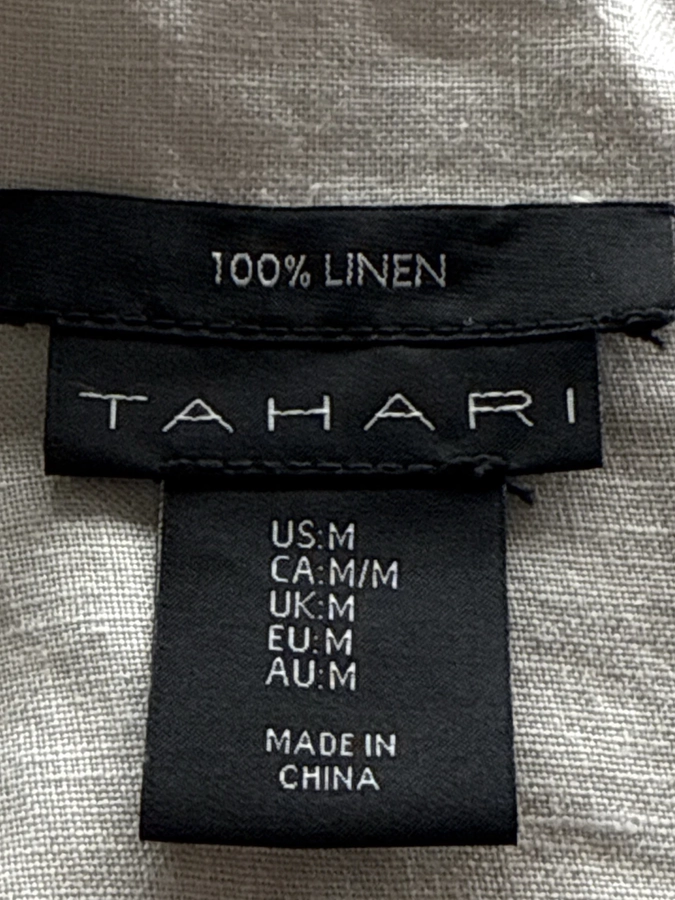 100% LINEN
TAHARI
US:M
CA:M/M
UK:M
EU:M
AU:M
MADE IN
CHINA